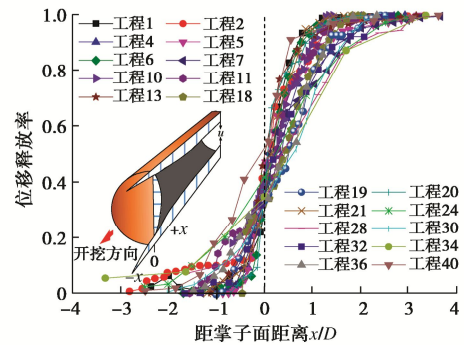 1.0
0.8
0.6
0.4
0.2
0
位移释放率
工程1 工程2
工程4 工程5
工程6 工程7
工程10 工程11
工程13 工程18
u
+x
0
-x
开挖方向
工程19 工程20
工程21 工程24
工程28 工程30
工程32 工程34
工程36 工程40
-4 -3 -2 -1 0 1 2 3 4
距掌子面距离x/D